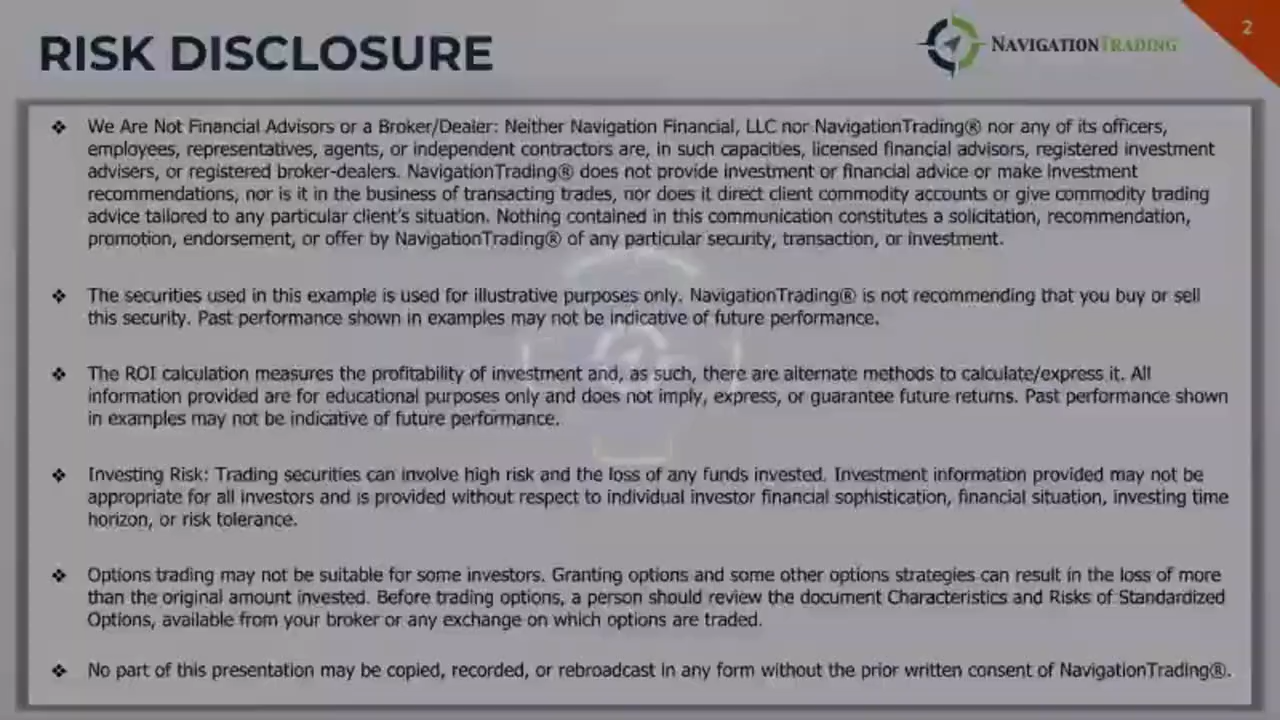 RISK DISCLOSURE
NAVIGATIONTRADING
2
❖ We Are Not Financial Advisors or a Broker/Dealer: Neither Navigation Financial, LLC nor NavigationTrading® nor any of its officers,
employees, representatives, agents, or independent contractors are, in such capacities, licensed financial advisors, registered investment
advisers, or registered broker-dealers. NavigationTrading® does not provide investment or financial advice or make investment
recommendations, nor is it in the business of transacting trades, nor does it direct client commodity accounts or give commodity trading
advice tailored to any particular client's situation. Nothing contained in this communication constitutes a solicitation, recommendation,
promotion, endorsement, or offer by NavigationTrading® of any particular security, transaction, or investment.
❖ The securities used in this example is used for illustrative purposes only. NavigationTrading® is not recommending that you buy or sell
this security. Past performance shown in examples may not be indicative of future performance.
❖ The ROI calculation measures the profitability of investment and, as such, there are alternate methods to calculate/express it. All
information provided are for educational purposes only and does not imply, express, or guarantee future returns. Past performance shown
in examples may not be indicative of future performance.
❖ Investing Risk: Trading securities can involve high risk and the loss of any funds invested. Investment information provided may not be
appropriate for all investors and is provided without respect to individual investor financial sophistication, financial situation, investing time
horizon, or risk tolerance.
❖ Options trading may not be suitable for some investors. Granting options and some other options strategies can result in the loss of more
than the original amount invested. Before trading options, a person should review the document Characteristics and Risks of Standardized
Options, available from your broker or any exchange on which options are traded.
❖ No part of this presentation may be copied, recorded, or rebroadcast in any form without the prior written consent of NavigationTrading®.